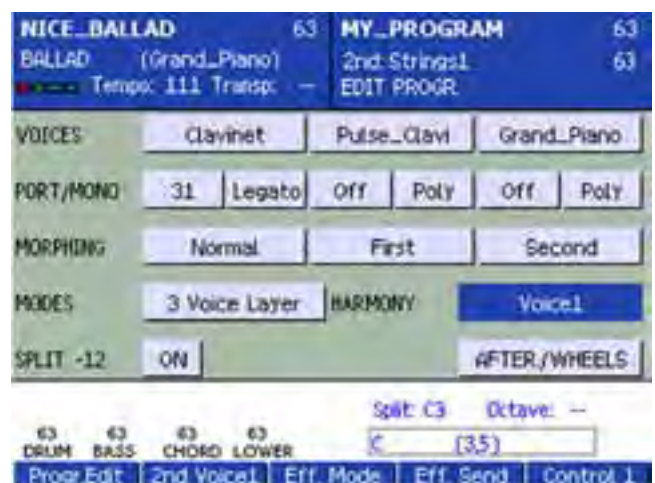 NICE_BALLAD 63 MY_PROGRAM 63
BALLAD (Grand_Piano) 2nd: Strings1 63
Tempo: 111 Transp: -- EDIT PROGR.
VOICES Clavinet Pulse_Clavi Grand_Piano
PORT/MONO 31 Legato Off Poly Off Poly
MORPHING Normal First Second
MODES 3 Voice Layer HARMONY Voice1
SPLIT -12 ON AFTER./WHEELS
Split: C3 Octave: --
63 63 63 63
DRUM BASS CHORD LOWER C (3,5)
Progr.Edit 2nd Voice1 Eff. Mode Eff. Send Control 1